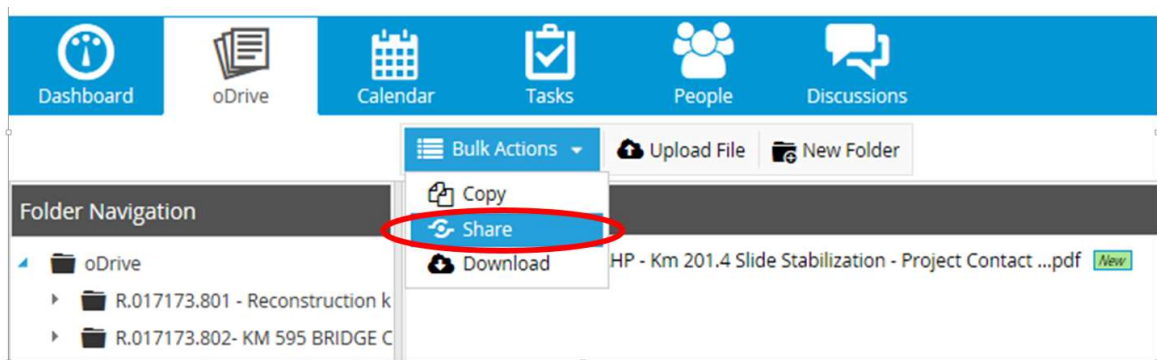 Dashboard oDrive Calendar Tasks People Discussions
Bulk Actions Upload File New Folder
Copy
Folder Navigation
Share
oDrive
Download HP - Km 201.4 Slide Stabilization - Project Contact ...pdf New
R.017173.801 - Reconstruction k
R.017173.802- KM 595 BRIDGE C